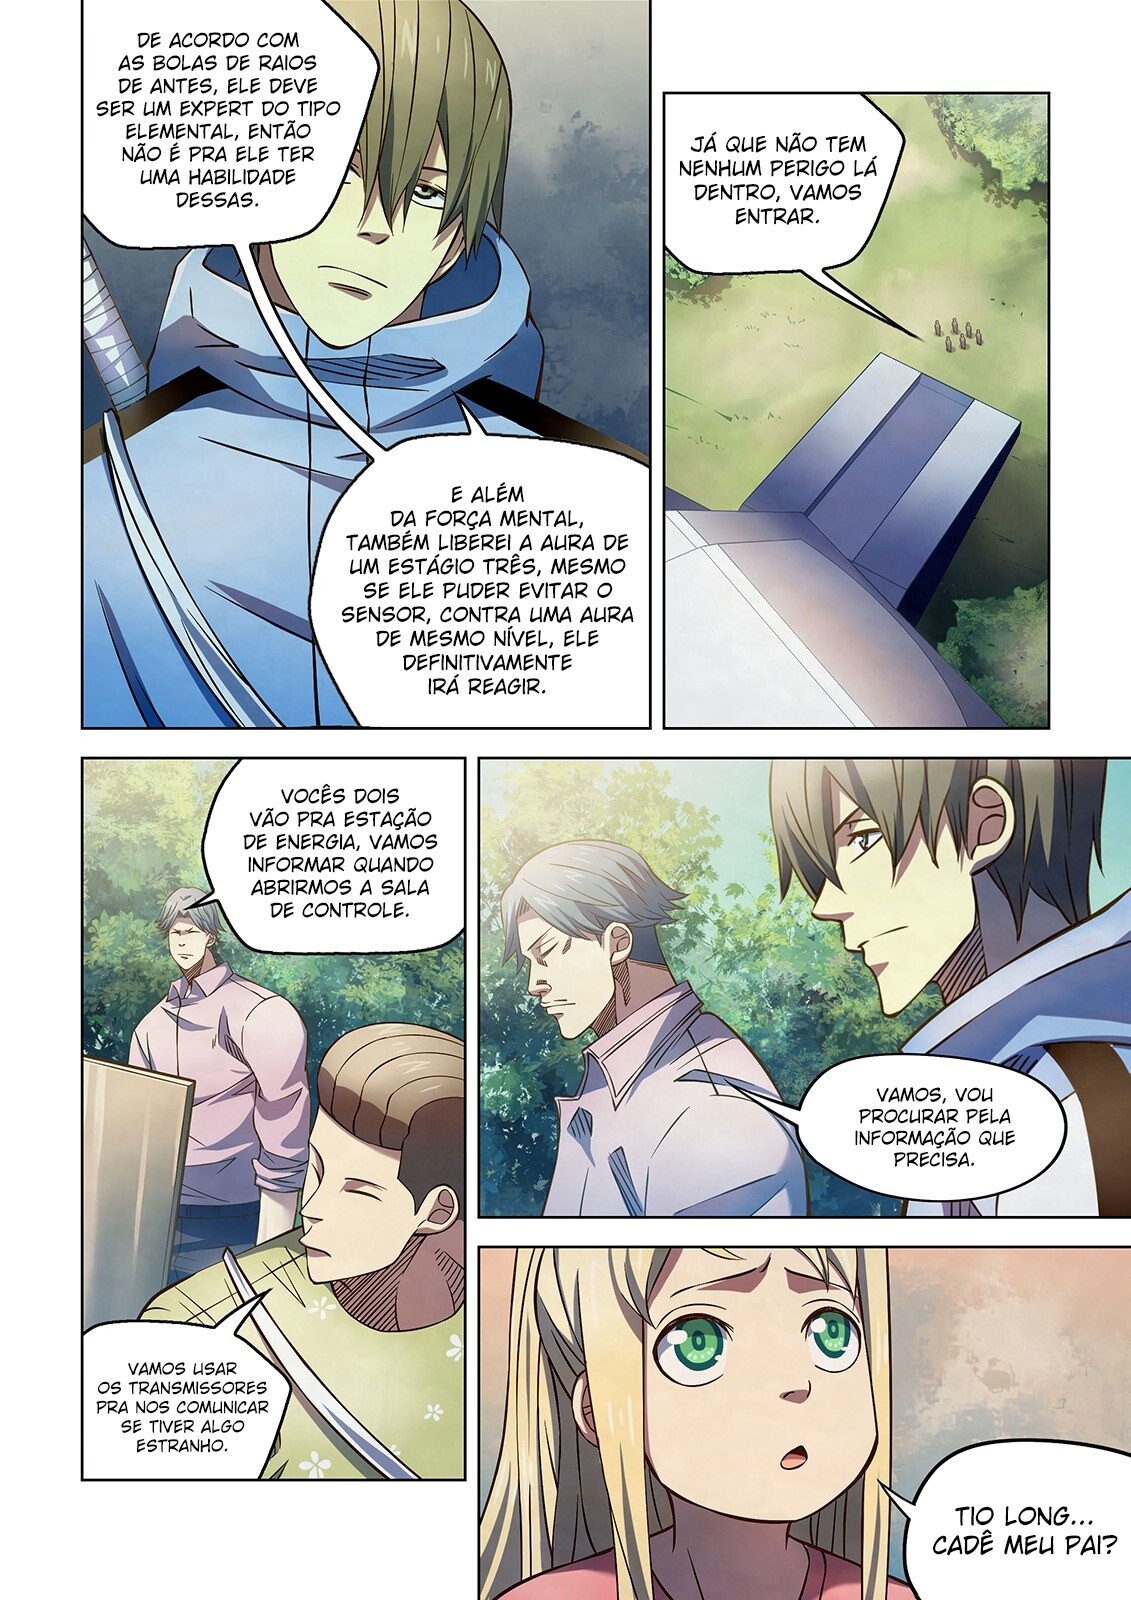 DE ACORDO COM
AS BOLAS DE RAIOS
DE ANTES, ELE DEVE
SER UM EXPERT DO TIPO
ELEMENTAL, ENTÃO
NÃO É PRA ELE TER
UMA HABILIDADE
DESSAS.
E ALÉM
DA FORÇA MENTAL,
TAMBÉM LIBEREI A AURA DE
UM ESTÁGIO TRÊS, MESMO
SE ELE PUDER EVITAR O
SENSOR, CONTRA UMA AURA
DE MESMO NÍVEL, ELE
DEFINITIVAMENTE
IRÁ REAGIR.
JÁ QUE NÃO TEM
NENHUM PERIGO LÁ
DENTRO, VAMOS
ENTRAR.
VOCÊS DOIS
VÃO PRA ESTAÇÃO
DE ENERGIA, VAMOS
INFORMAR QUANDO
ABRIRMOS A SALA
DE CONTROLE.
VAMOS USAR
OS TRANSMISSORES
PRA NOS COMUNICAR
SE TIVER ALGO
ESTRANHO.
VAMOS, VOU
PROCURAR PELA
INFORMAÇÃO QUE
PRECISA.
TIO LONG...
CADÊ MEU PAI?